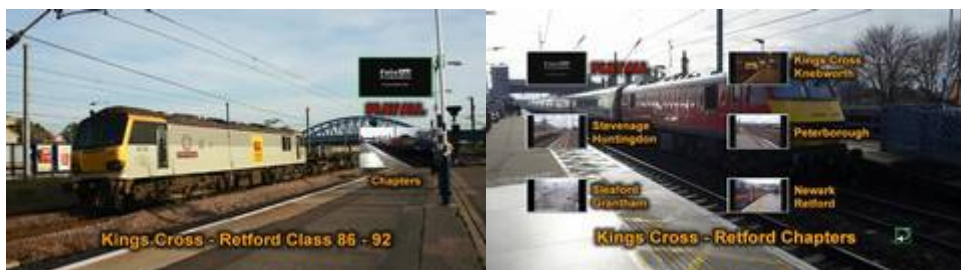 Chapters
Kings Cross - Retford Class 86 - 92
Kings Cross
Knebworth
Stevenage
Huntingdon
Peterborough
Sleaford
Grantham
Newark
Retford
Kings Cross - Retford Chapters